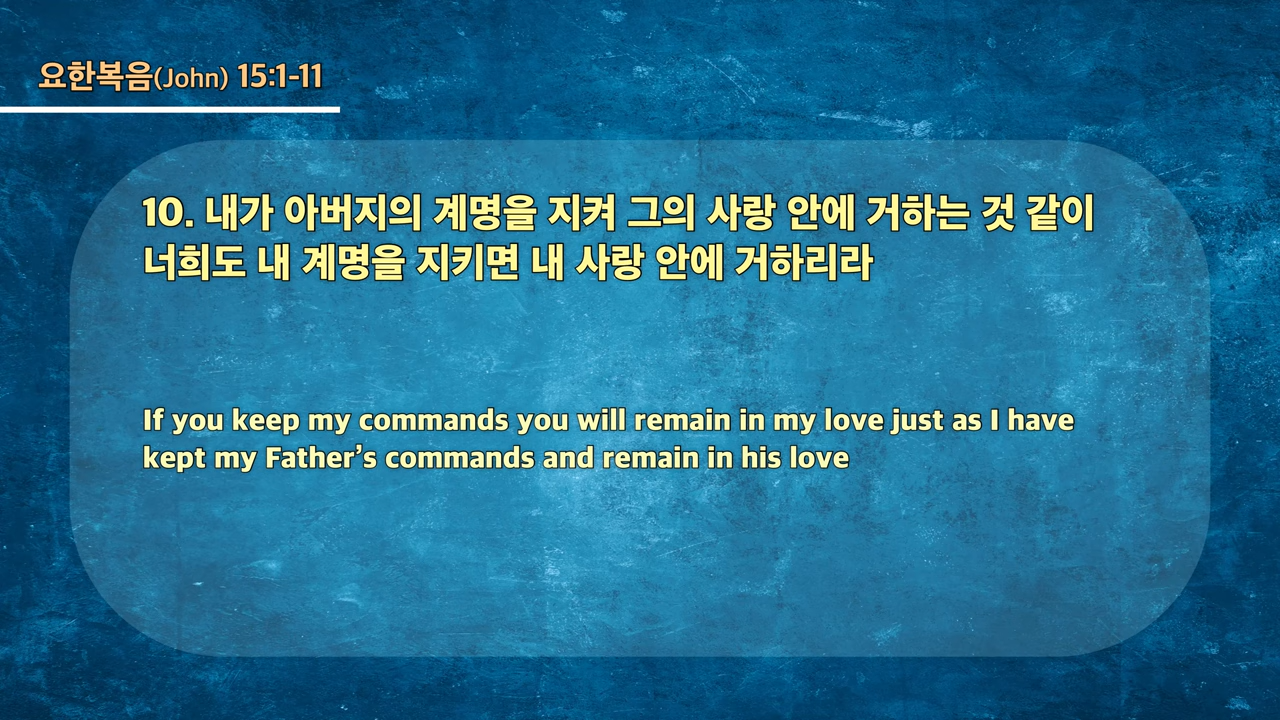 요한복음(John) 15:1-11
10. 내가 아버지의 계명을 지켜 그의 사랑 안에 거하는 것 같이
너희도 내 계명을 지키면 내 사랑 안에 거하리라
If you keep my commands you will remain in my love just as I have
kept my Father’s commands and remain in his love